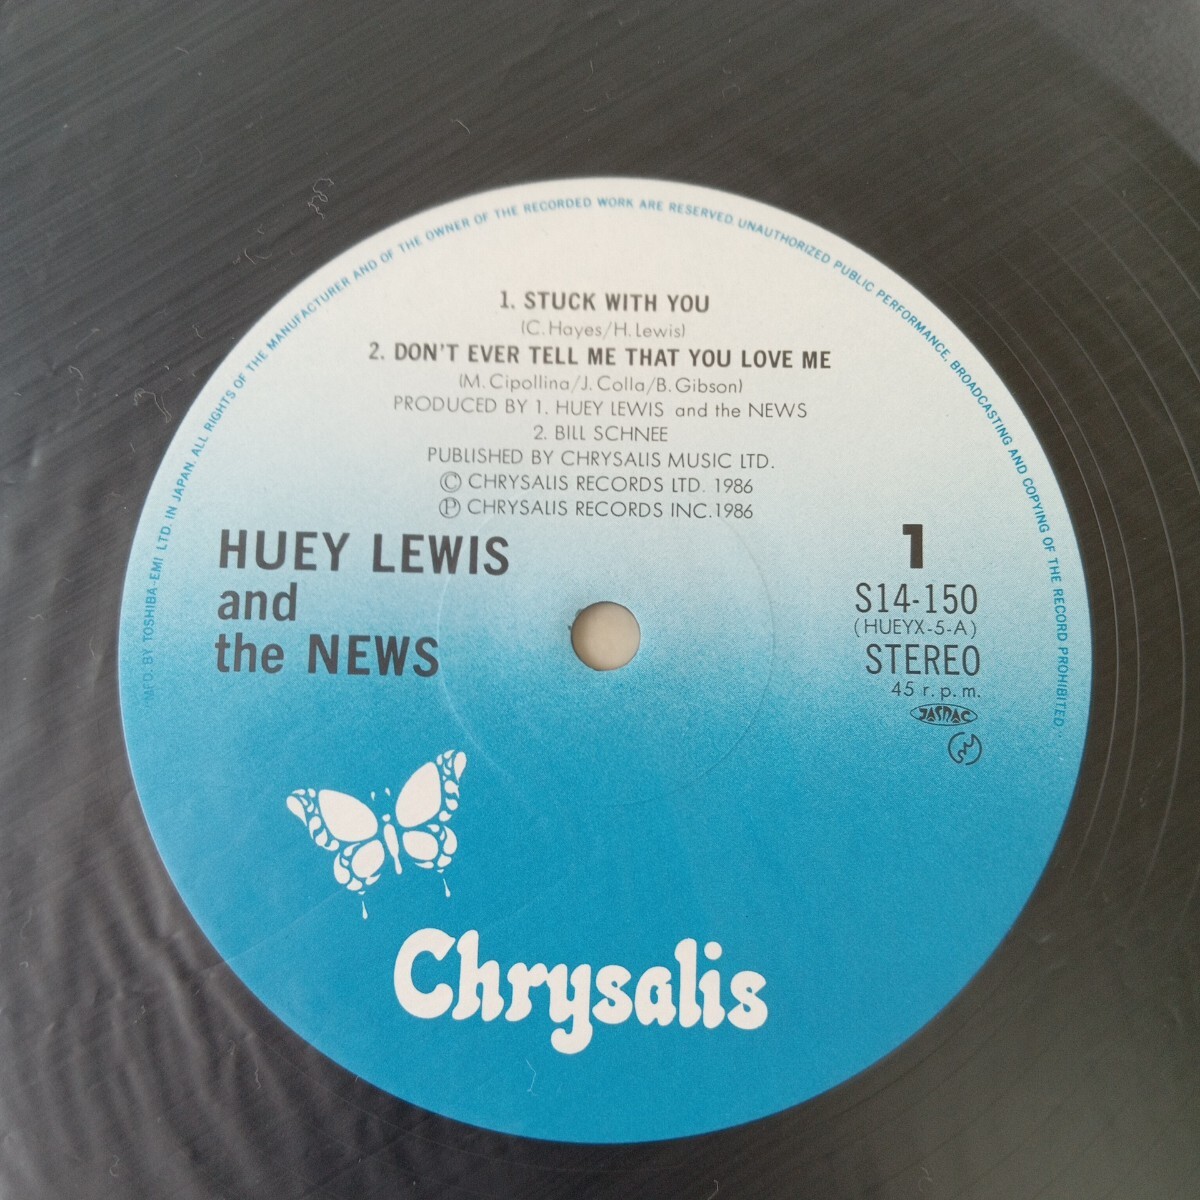 MFD. BY TOSHIBA-EMI LTD. IN JAPAN. ALL RIGHTS OF THE MANUFACTURER AND OF THE OWNER OF THE RECORDED WORK ARE RESERVED. UNAUTHORIZED PUBLIC PERFORMANCE, BROADCASTING AND COPYING OF THE RECORD PROHIBITED.
1. STUCK WITH YOU
(C. Hayes/H. Lewis)
2. DON'T EVER TELL ME THAT YOU LOVE ME
(M. Cipollina/J. Colla/B. Gibson)
PRODUCED BY 1. HUEY LEWIS and the NEWS
2. BILL SCHNEE
PUBLISHED BY CHRYSALIS MUSIC LTD.
© CHRYSALIS RECORDS LTD. 1986
℗ CHRYSALIS RECORDS INC. 1986
HUEY LEWIS
and
the NEWS
1
S14-150
(HUEYX-5-A)
STEREO
45 r.p.m.
JASRAC
Chrysalis